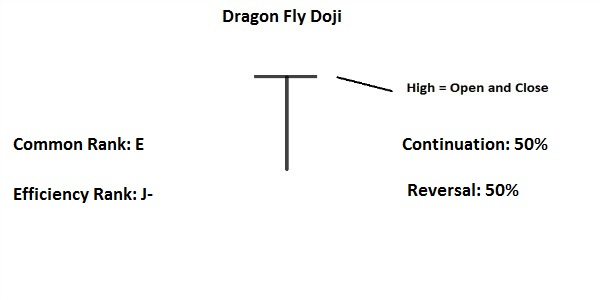 Dragon Fly Doji
High = Open and Close
Common Rank: E
Continuation: 50%
Efficiency Rank: J-
Reversal: 50%